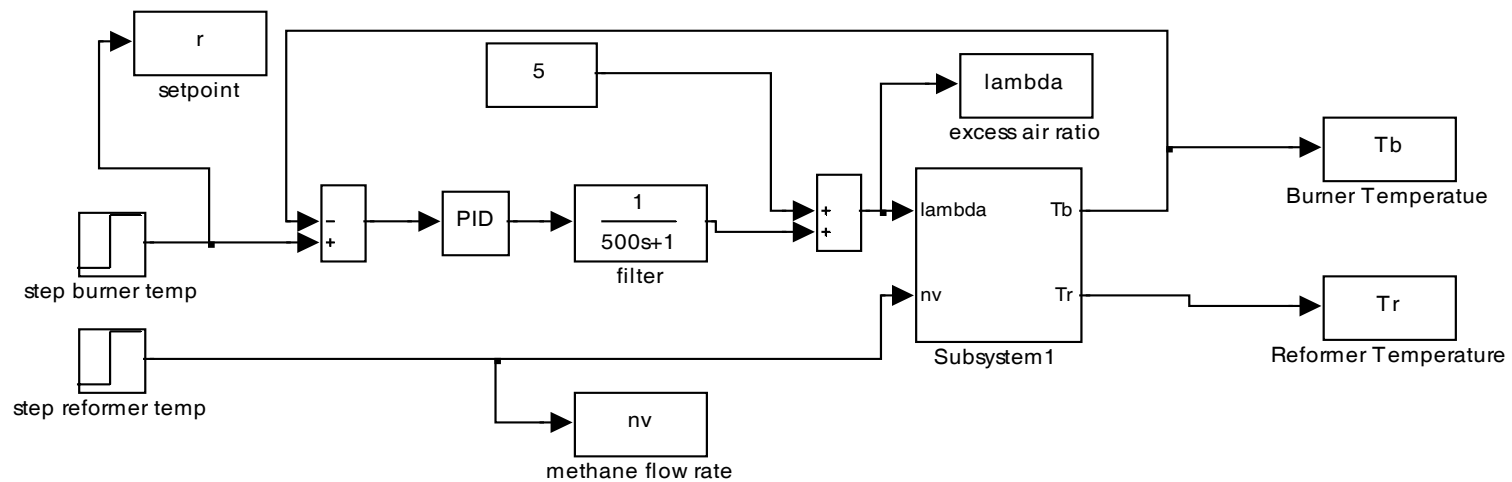 r
setpoint
5
lambda
excess air ratio
Tb
Burner Temperatue
−
+
PID
1
500s+1
filter
+
+
lambda
Tb
nv
Tr
Subsystem1
step burner temp
Tr
Reformer Temperature
step reformer temp
nv
methane flow rate